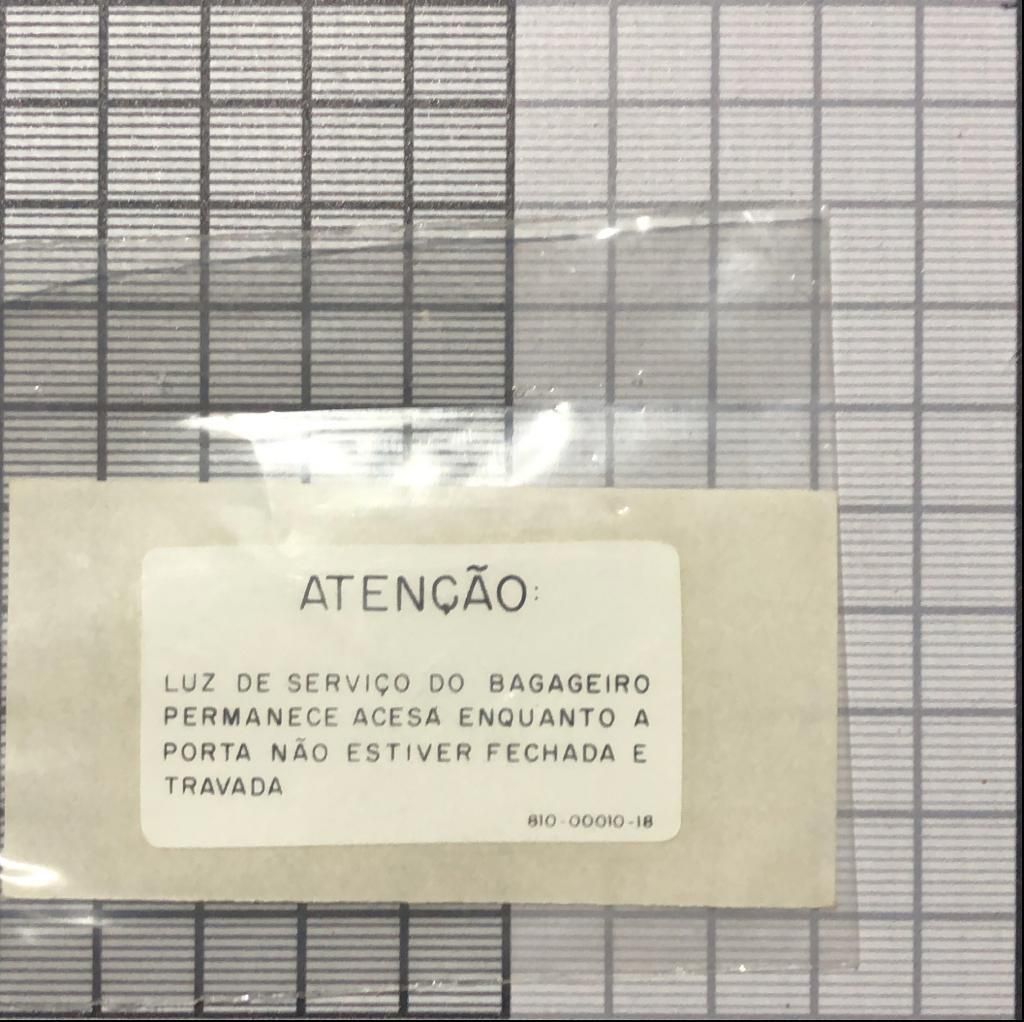 ATENÇÃO:
LUZ DE SERVIÇO DO BAGAGEIRO
PERMANECE ACESA ENQUANTO A
PORTA NÃO ESTIVER FECHADA E
TRAVADA
810-00010-18